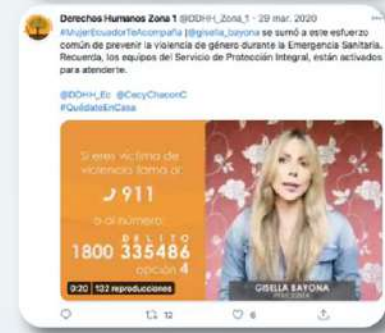 Derechos Humanos Zona 1 @DDHH_Zona_1 · 29 mar. 2020
#MujerEcuadorTeAcompaña | @gisella_bayona se sumó a este esfuerzo
común de prevenir la violencia de género durante la Emergencia Sanitaria.
Recuerda, los equipos del Servicio de Protección Integral, están activados
para atenderte.
@DDHH_Ec @CecyChaconC
#QuédateEnCasa
Si eres víctima de
violencia llama al:
911
o al número:
DELITO
1800 335486
opción 4
0:20 132 reproducciones
GISELLA BAYONA
PERIODISTA
12 6